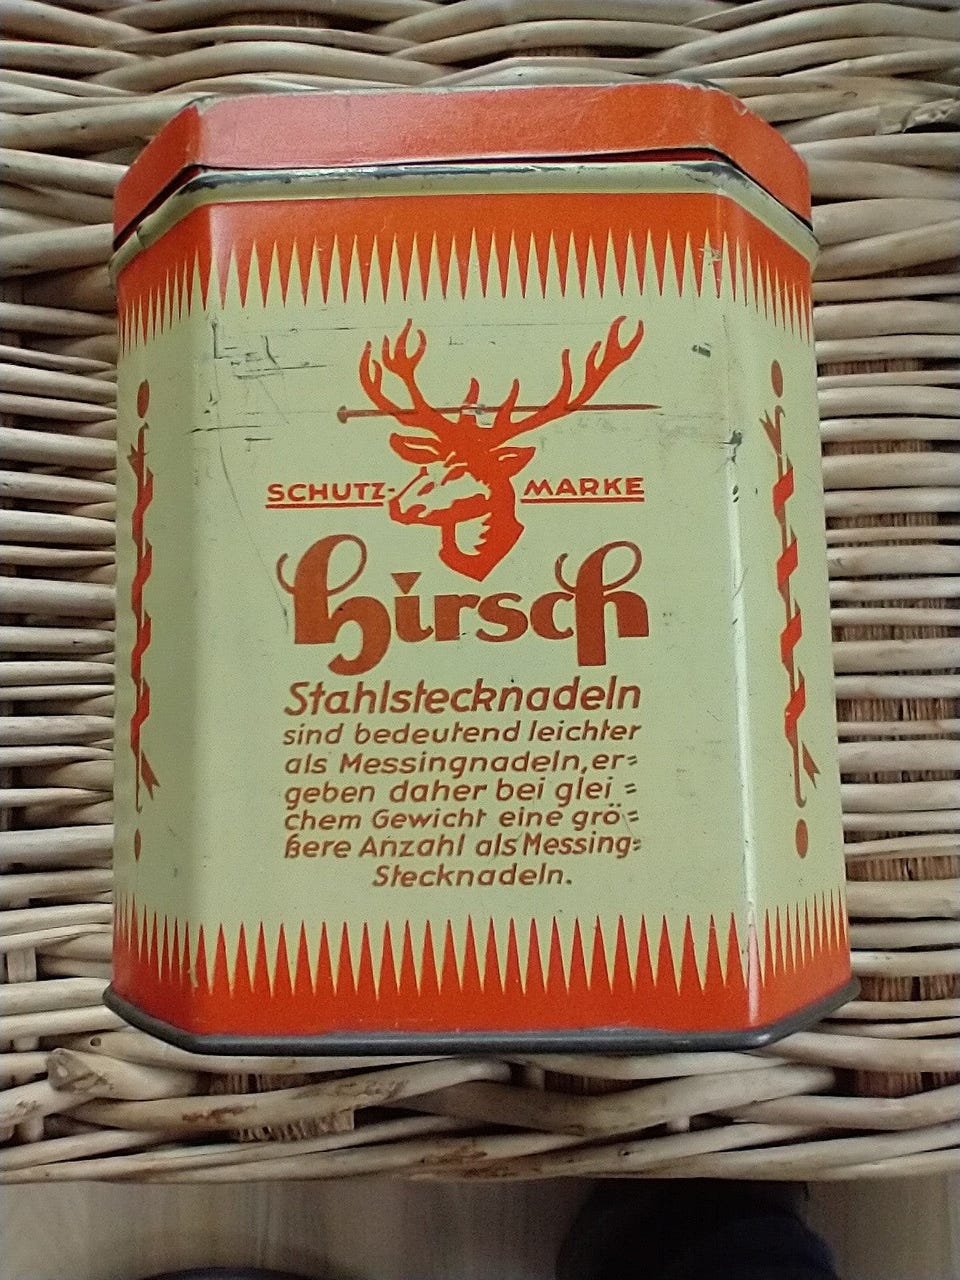 SCHUTZ- MARKE
Hirsch
Stahlstecknadeln
sind bedeutend leichter
als Messingnadeln, er=
geben daher bei glei =
chem Gewicht eine grö=
ßere Anzahl als Messing=
Stecknadeln.